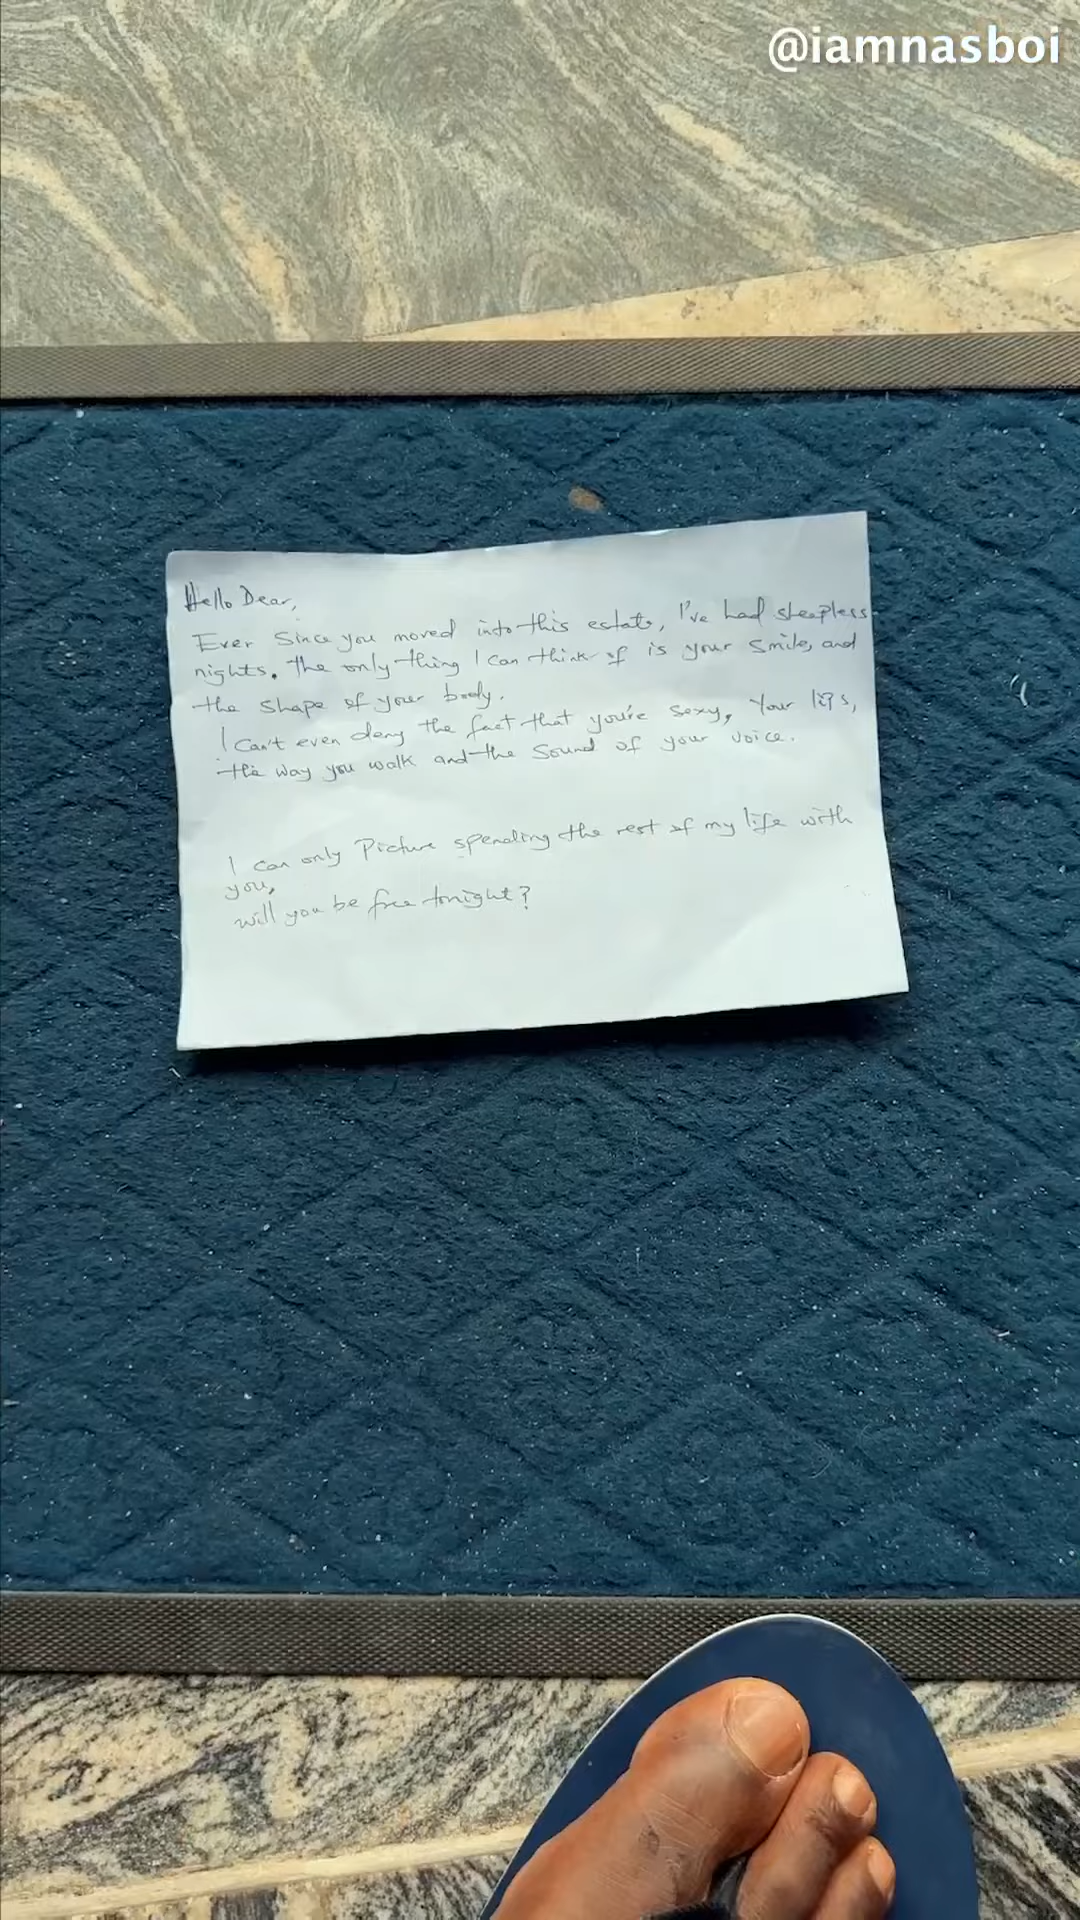 @iamnasboi
Hello Dear,
Ever Since you moved into this estate, I've had sleepless
nights. the only thing I can think of is your smile, and
the shape of your body.
I can't even deny the fact that you're sexy, Your lips,
the way you walk and the sound of your voice.
I can only Picture spending the rest of my life with
you,
will you be free tonight?